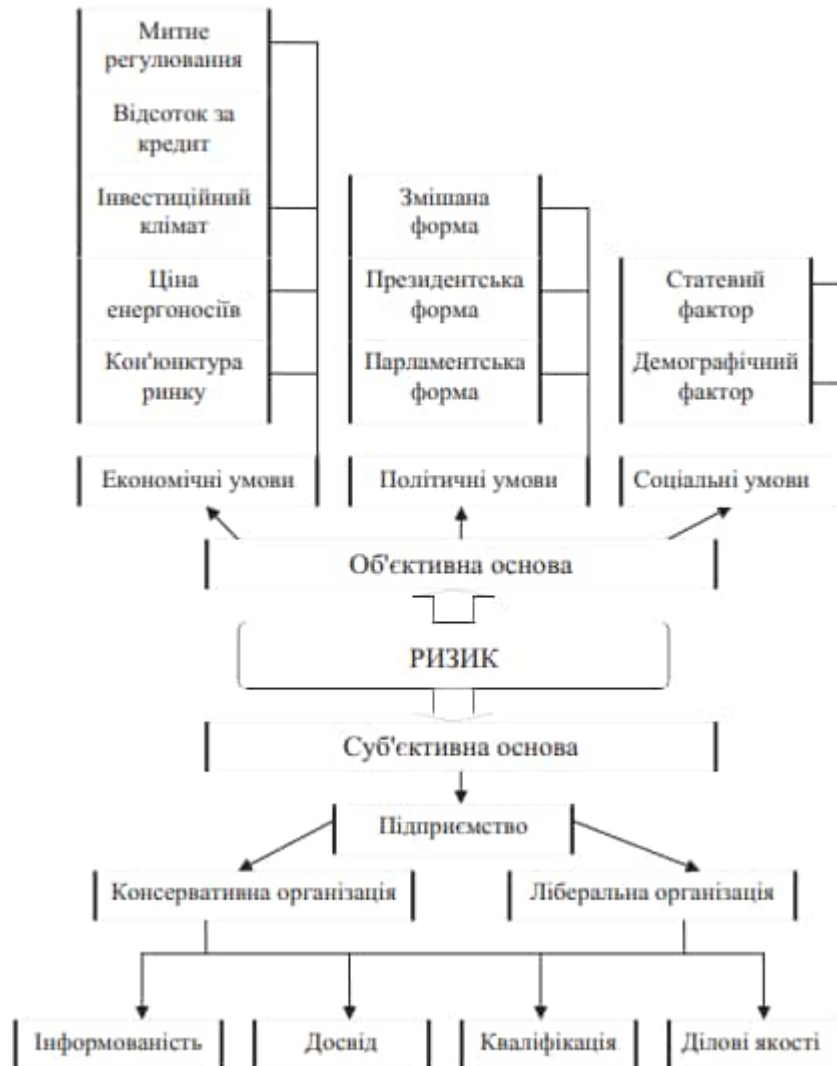 Митне
регулювання
Відсоток за
кредит
Інвестиційний
клімат
Ціна
енергоносіїв
Кон'юнктура
ринку
Змішана
форма
Президентська
форма
Парламентська
форма
Статевий
фактор
Демографічний
фактор
Економічні умови
Політичні умови
Соціальні умови
Об'єктивна основа
РИЗИК
Суб'єктивна основа
Підприємство
Консервативна організація
Ліберальна організація
Інформованість
Досвід
Кваліфікація
Ділові якості